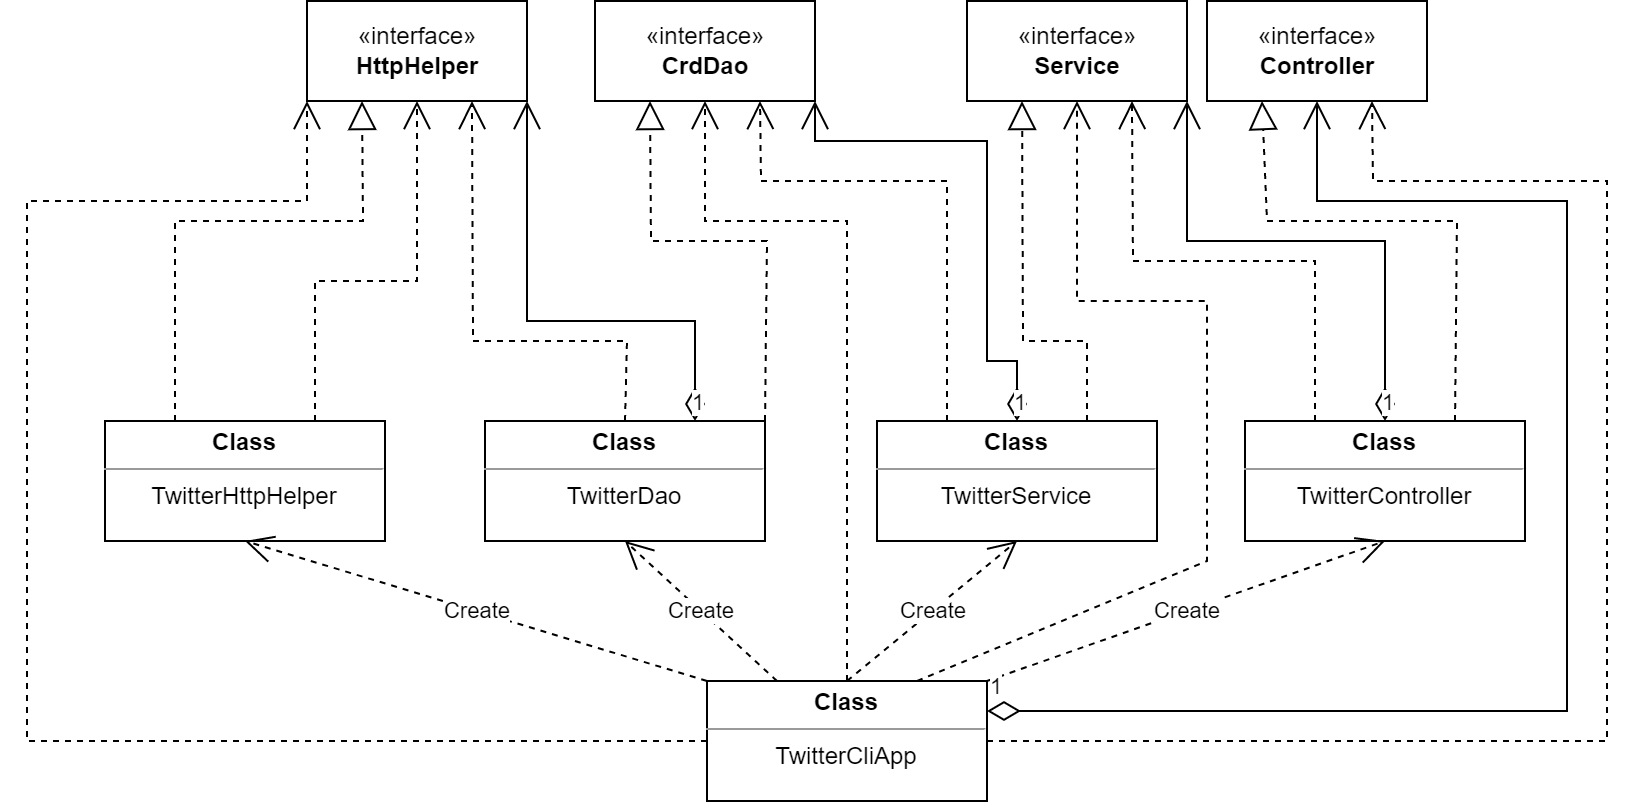 «interface»
HttpHelper
«interface»
CrdDao
«interface»
Service
«interface»
Controller
1
1
1
Class
TwitterHttpHelper
Class
TwitterDao
Class
TwitterService
Class
TwitterController
Create
Create
Create
Create
1
Class
TwitterCliApp